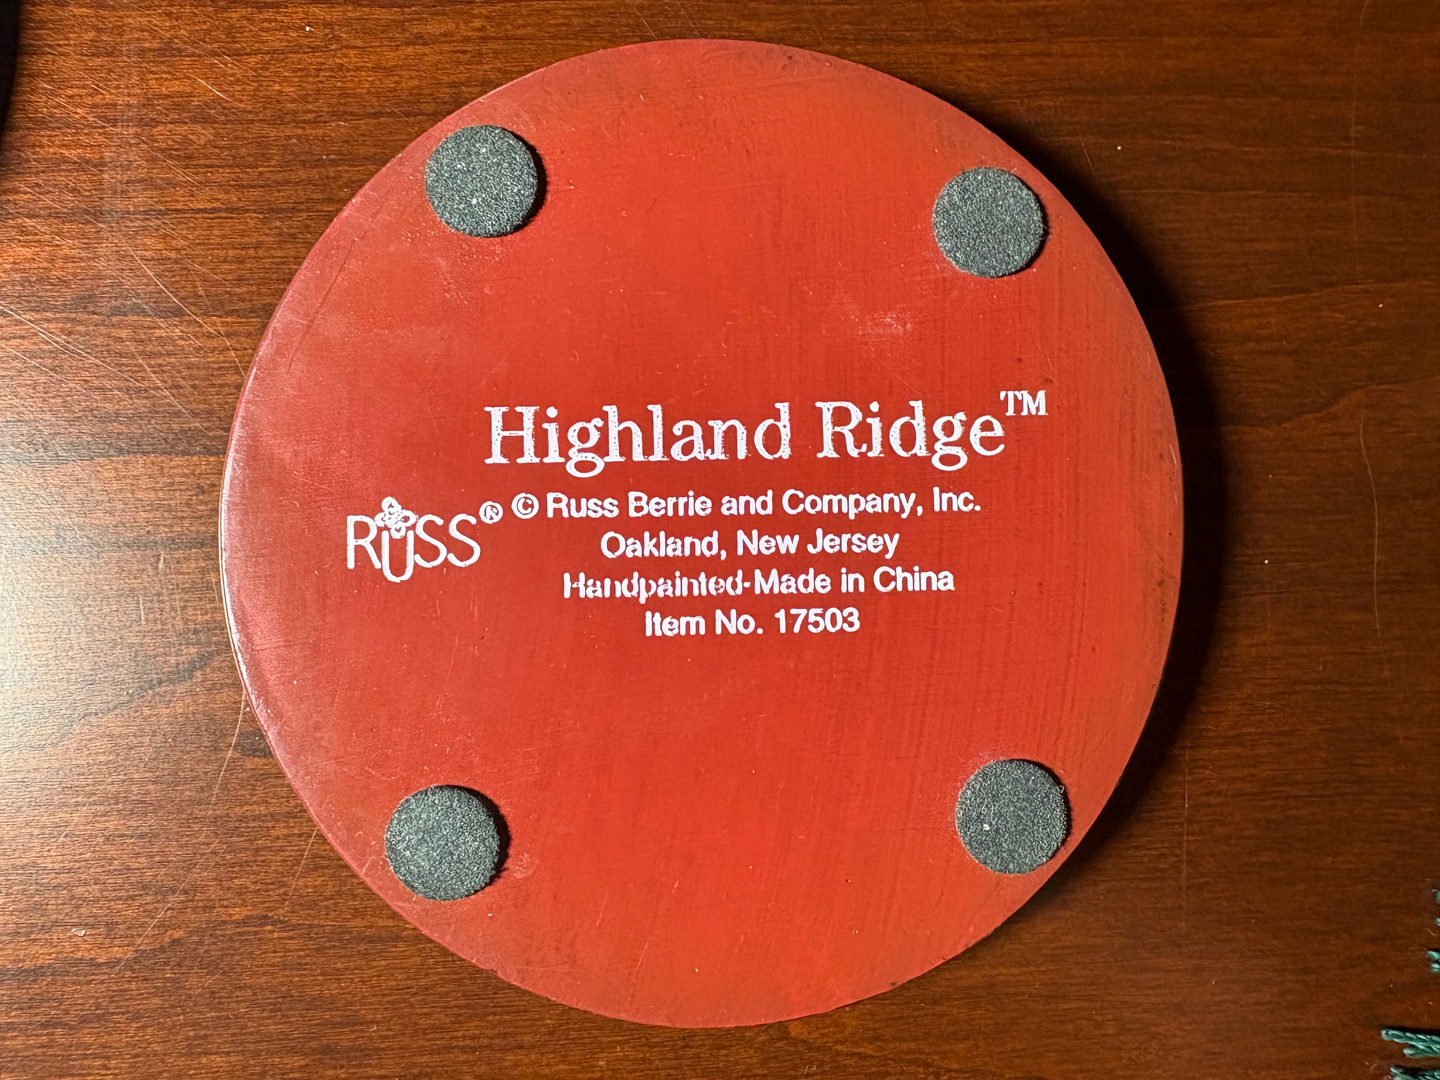 Highland Ridge™
RUSS® © Russ Berrie and Company, Inc.
Oakland, New Jersey
Handpainted-Made in China
Item No. 17503